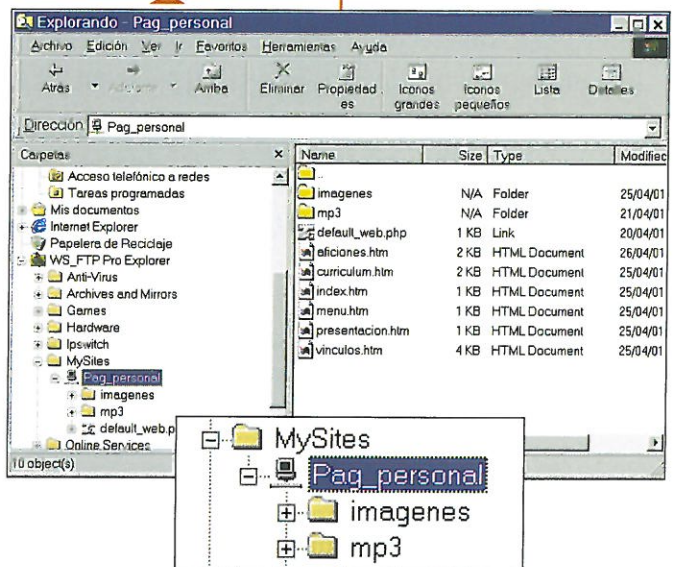 Explorando - Pag_personal
Archivo Edición Ver Ir Favoritos Herramientas Ayuda
Atrás Adelante Arriba Eliminar Propiedades Iconos grandes Iconos pequeños Lista Detalles
Dirección Pag_personal
Carpetas
Acceso telefónico a redes
Tareas programadas
Mis documentos
Internet Explorer
Papelera de Reciclaje
WS_FTP Pro Explorer
Anti-Virus
Archives and Mirrors
Games
Hardware
Ipswitch
MySites
Pag_personal
imagenes
mp3
default_web.p
Online Services
Name Size Type Modified
..
imagenes N/A Folder 25/04/01
mp3 N/A Folder 21/04/01
default_web.php 1 KB Link 20/04/01
aficiones.htm 2 KB HTML Document 26/04/01
curriculum.htm 2 KB HTML Document 25/04/01
index.htm 1 KB HTML Document 25/04/01
menu.htm 1 KB HTML Document 25/04/01
presentacion.htm 1 KB HTML Document 25/04/01
vinculos.htm 4 KB HTML Document 25/04/01
10 object(s)
MySites
Pag_personal
imagenes
mp3